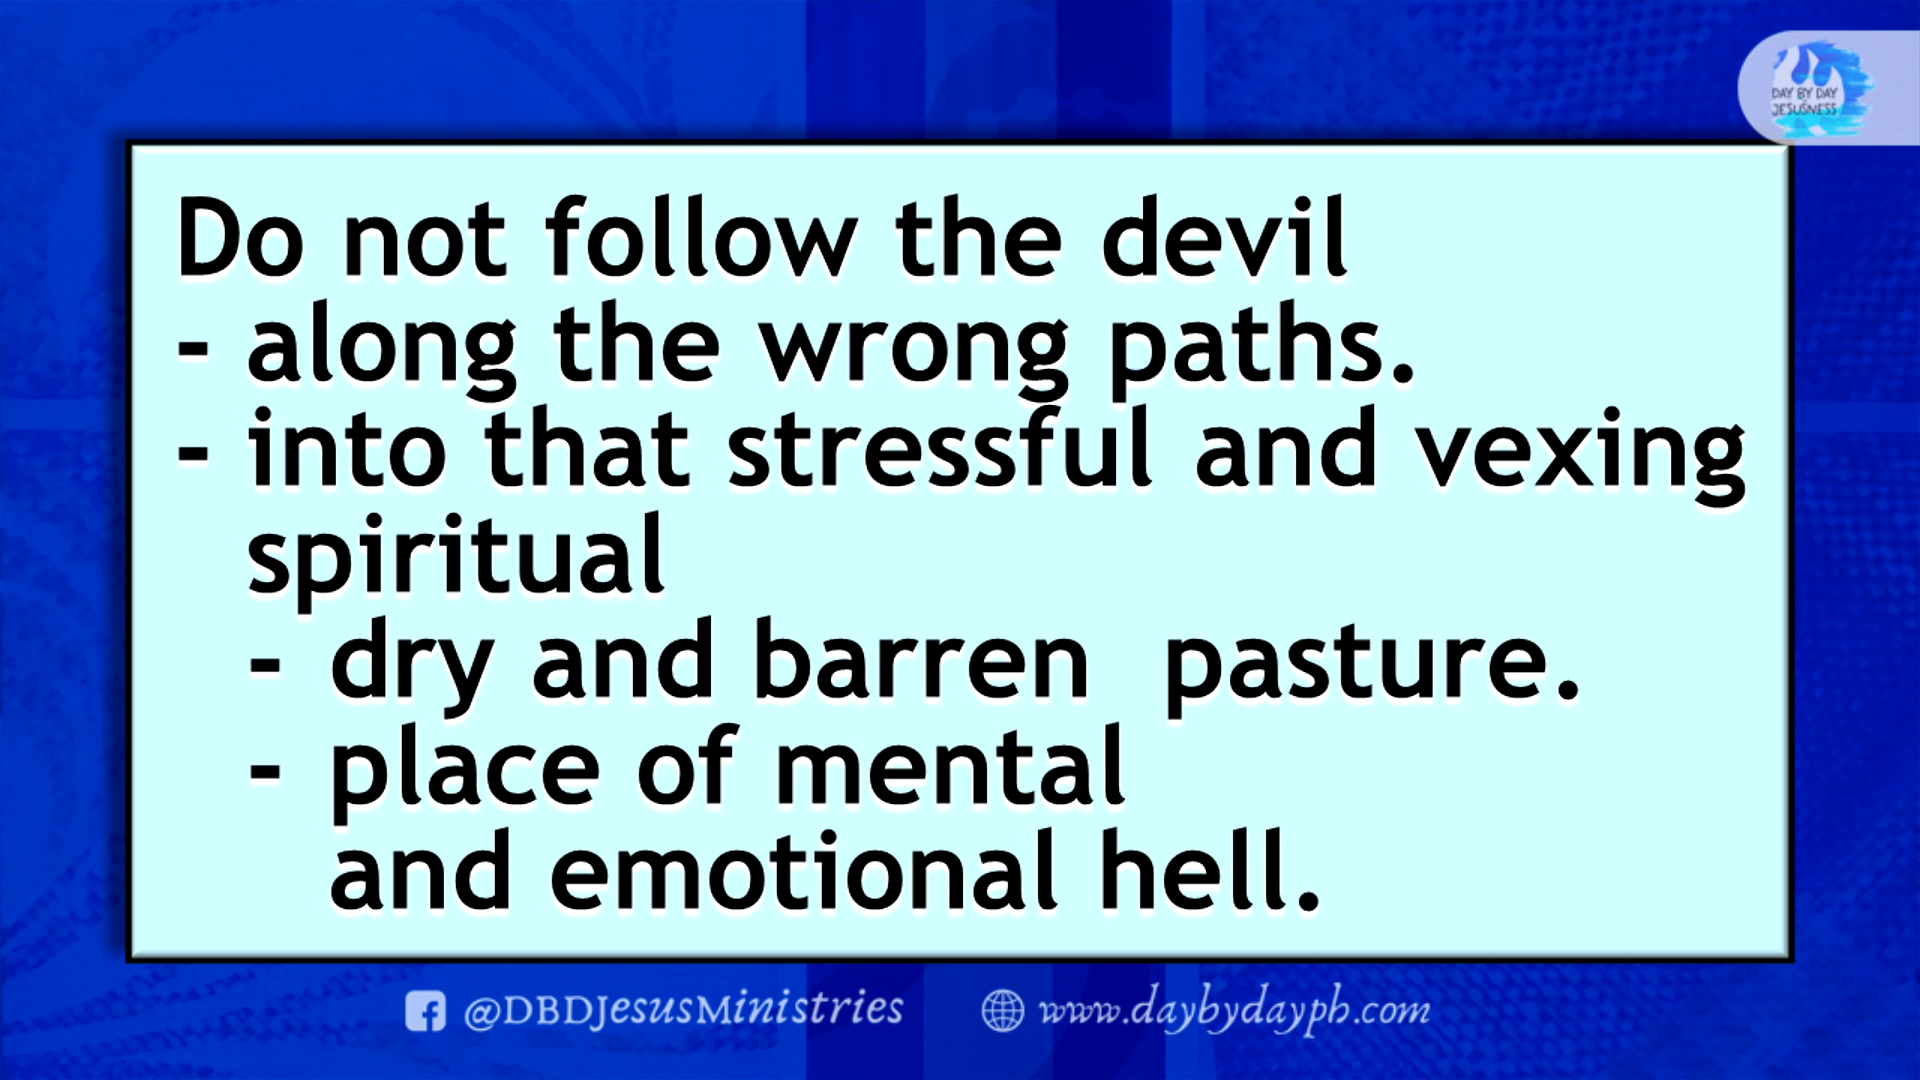 DAY BY DAY
JESUSNESS
Do not follow the devil
- along the wrong paths.
- into that stressful and vexing
spiritual
- dry and barren  pasture.
- place of mental
and emotional hell.
@DBDJesusMinistries
www.daybydayph.com